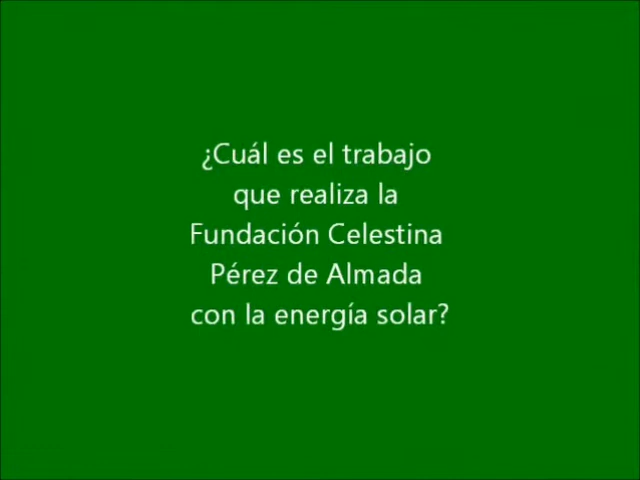 ¿Cuál es el trabajo
que realiza la
Fundación Celestina
Pérez de Almada
con la energía solar?